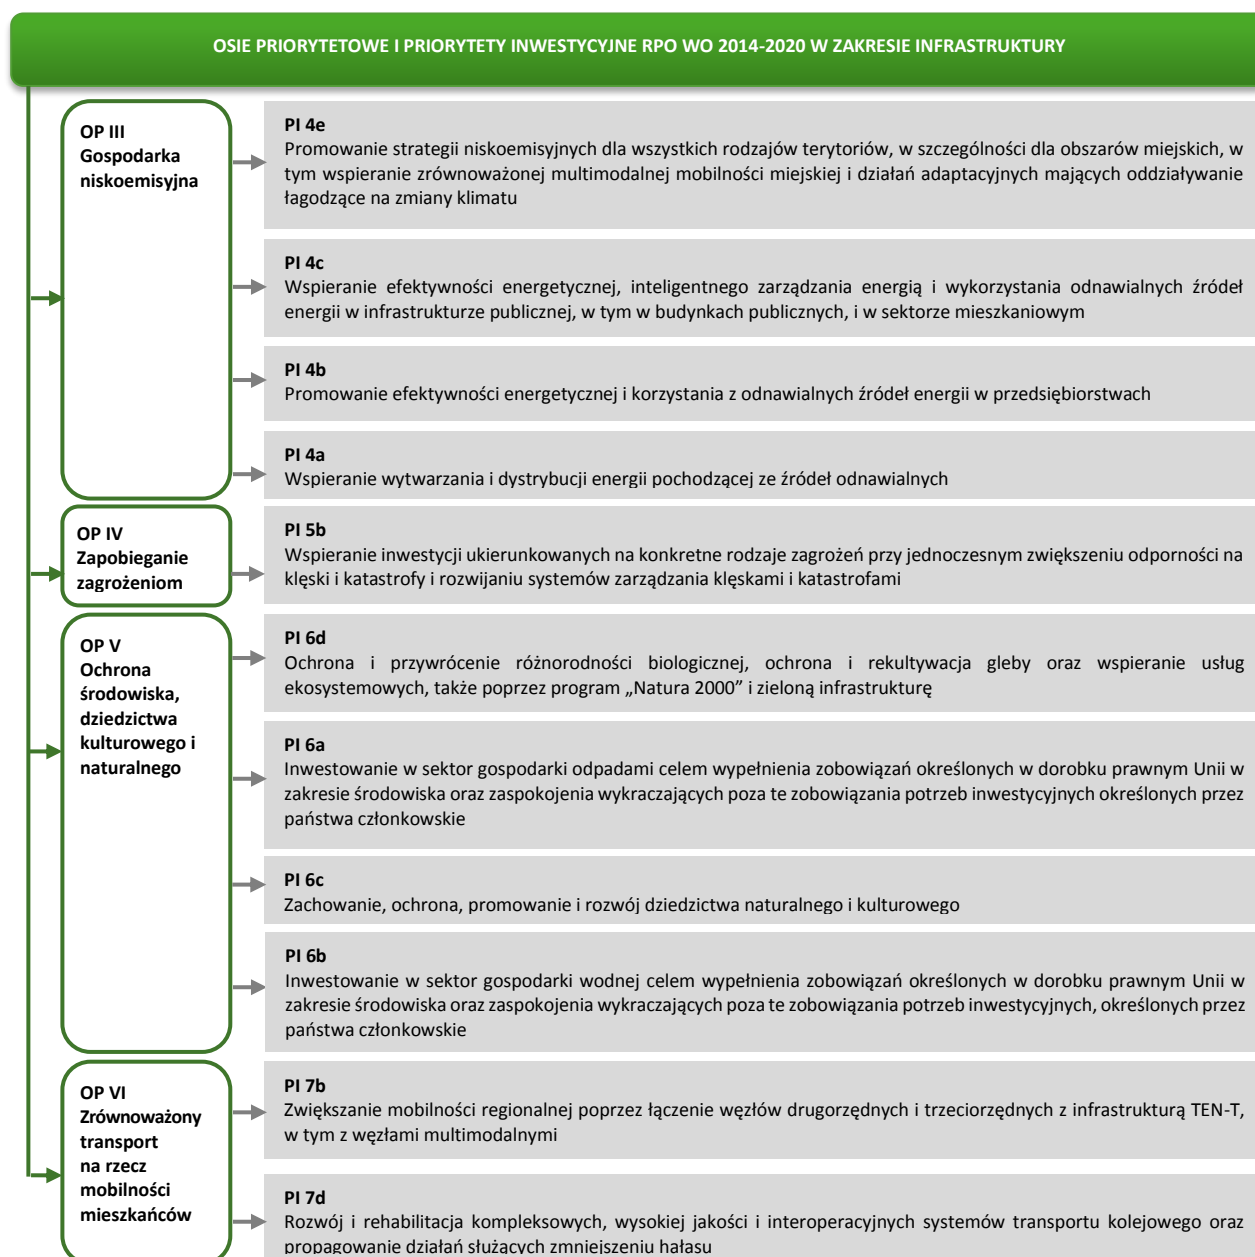 OSIE PRIORYTETOWE I PRIORYTETY INWESTYCYJNE RPO WO 2014-2020 W ZAKRESIE INFRASTRUKTURY
OP III
Gospodarka
niskoemisyjna
PI 4e
Promowanie strategii niskoemisyjnych dla wszystkich rodzajów terytoriów, w szczególności dla obszarów miejskich, w
tym wspieranie zrównoważonej multimodalnej mobilności miejskiej i działań adaptacyjnych mających oddziaływanie
łagodzące na zmiany klimatu
PI 4c
Wspieranie efektywności energetycznej, inteligentnego zarządzania energią i wykorzystania odnawialnych źródeł
energii w infrastrukturze publicznej, w tym w budynkach publicznych, i w sektorze mieszkaniowym
PI 4b
Promowanie efektywności energetycznej i korzystania z odnawialnych źródeł energii w przedsiębiorstwach
PI 4a
Wspieranie wytwarzania i dystrybucji energii pochodzącej ze źródeł odnawialnych
OP IV
Zapobieganie
zagrożeniom
PI 5b
Wspieranie inwestycji ukierunkowanych na konkretne rodzaje zagrożeń przy jednoczesnym zwiększeniu odporności na
klęski i katastrofy i rozwijaniu systemów zarządzania klęskami i katastrofami
OP V
Ochrona
środowiska,
dziedzictwa
kulturowego i
naturalnego
PI 6d
Ochrona i przywrócenie różnorodności biologicznej, ochrona i rekultywacja gleby oraz wspieranie usług
ekosystemowych, także poprzez program „Natura 2000” i zieloną infrastrukturę
PI 6a
Inwestowanie w sektor gospodarki odpadami celem wypełnienia zobowiązań określonych w dorobku prawnym Unii w
zakresie środowiska oraz zaspokojenia wykraczających poza te zobowiązania potrzeb inwestycyjnych określonych przez
państwa członkowskie
PI 6c
Zachowanie, ochrona, promowanie i rozwój dziedzictwa naturalnego i kulturowego
PI 6b
Inwestowanie w sektor gospodarki wodnej celem wypełnienia zobowiązań określonych w dorobku prawnym Unii w
zakresie środowiska oraz zaspokojenia wykraczających poza te zobowiązania potrzeb inwestycyjnych, określonych przez
państwa członkowskie
OP VI
Zrównoważony
transport
na rzecz
mobilności
mieszkańców
PI 7b
Zwiększanie mobilności regionalnej poprzez łączenie węzłów drugorzędnych i trzeciorzędnych z infrastrukturą TEN-T,
w tym z węzłami multimodalnymi
PI 7d
Rozwój i rehabilitacja kompleksowych, wysokiej jakości i interoperacyjnych systemów transportu kolejowego oraz
propagowanie działań służących zmniejszeniu hałasu